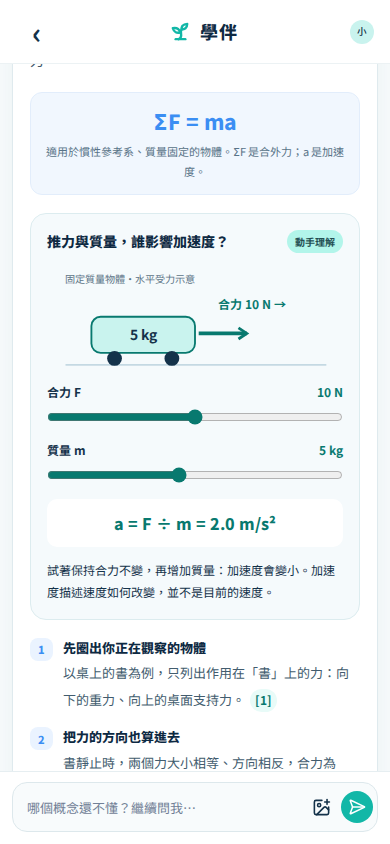 學伴
小
ΣF = ma
適用於慣性參考系、質量固定的物體。ΣF 是合外力；a 是加速
度。
推力與質量，誰影響加速度？
動手理解
固定質量物體・水平受力示意
合力 10 N →
5 kg
合力 F
10 N
質量 m
5 kg
a = F ÷ m = 2.0 m/s²
試著保持合力不變，再增加質量：加速度會變小。加速
度描述速度如何改變，並不是目前的速度。
1
先圈出你正在觀察的物體
以桌上的書為例，只列出作用在「書」上的力：向
下的重力、向上的桌面支持力。 [1]
2
把力的方向也算進去
書靜止時，兩個力大小相等、方向相反，合力為
哪個概念還不懂？繼續問我…